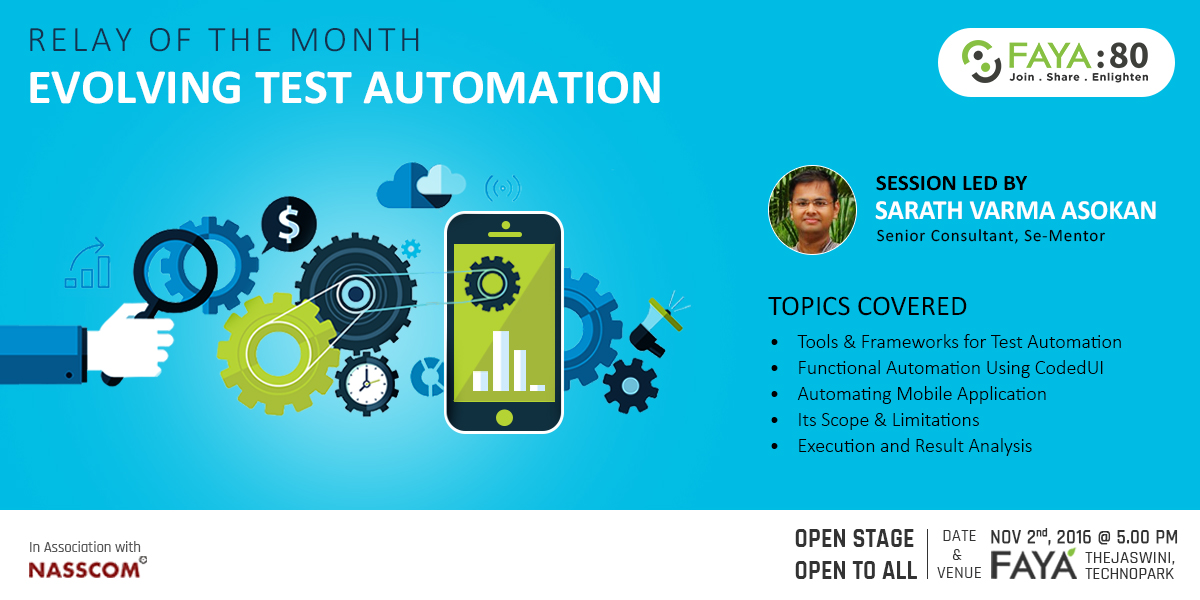 RELAY OF THE MONTH
EVOLVING TEST AUTOMATION
FAYA:80
Join . Share . Enlighten
$
SESSION LED BY
SARATH VARMA ASOKAN
Senior Consultant, Se-Mentor
TOPICS COVERED
• Tools & Frameworks for Test Automation
• Functional Automation Using CodedUI
• Automating Mobile Application
• Its Scope & Limitations
• Execution and Result Analysis
In Association with
NASSCOM
OPEN STAGE
OPEN TO ALL
DATE
&
VENUE
NOV 2nd, 2016 @ 5.00 PM
FAYA
THEJASWINI,
TECHNOPARK